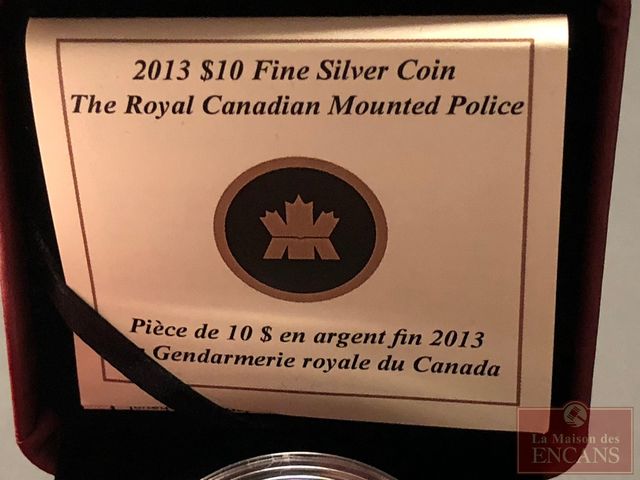 2013 $10 Fine Silver Coin
The Royal Canadian Mounted Police
Pièce de 10 $ en argent fin 2013
Gendarmerie royale du Canada
La Maison des
ENCANS